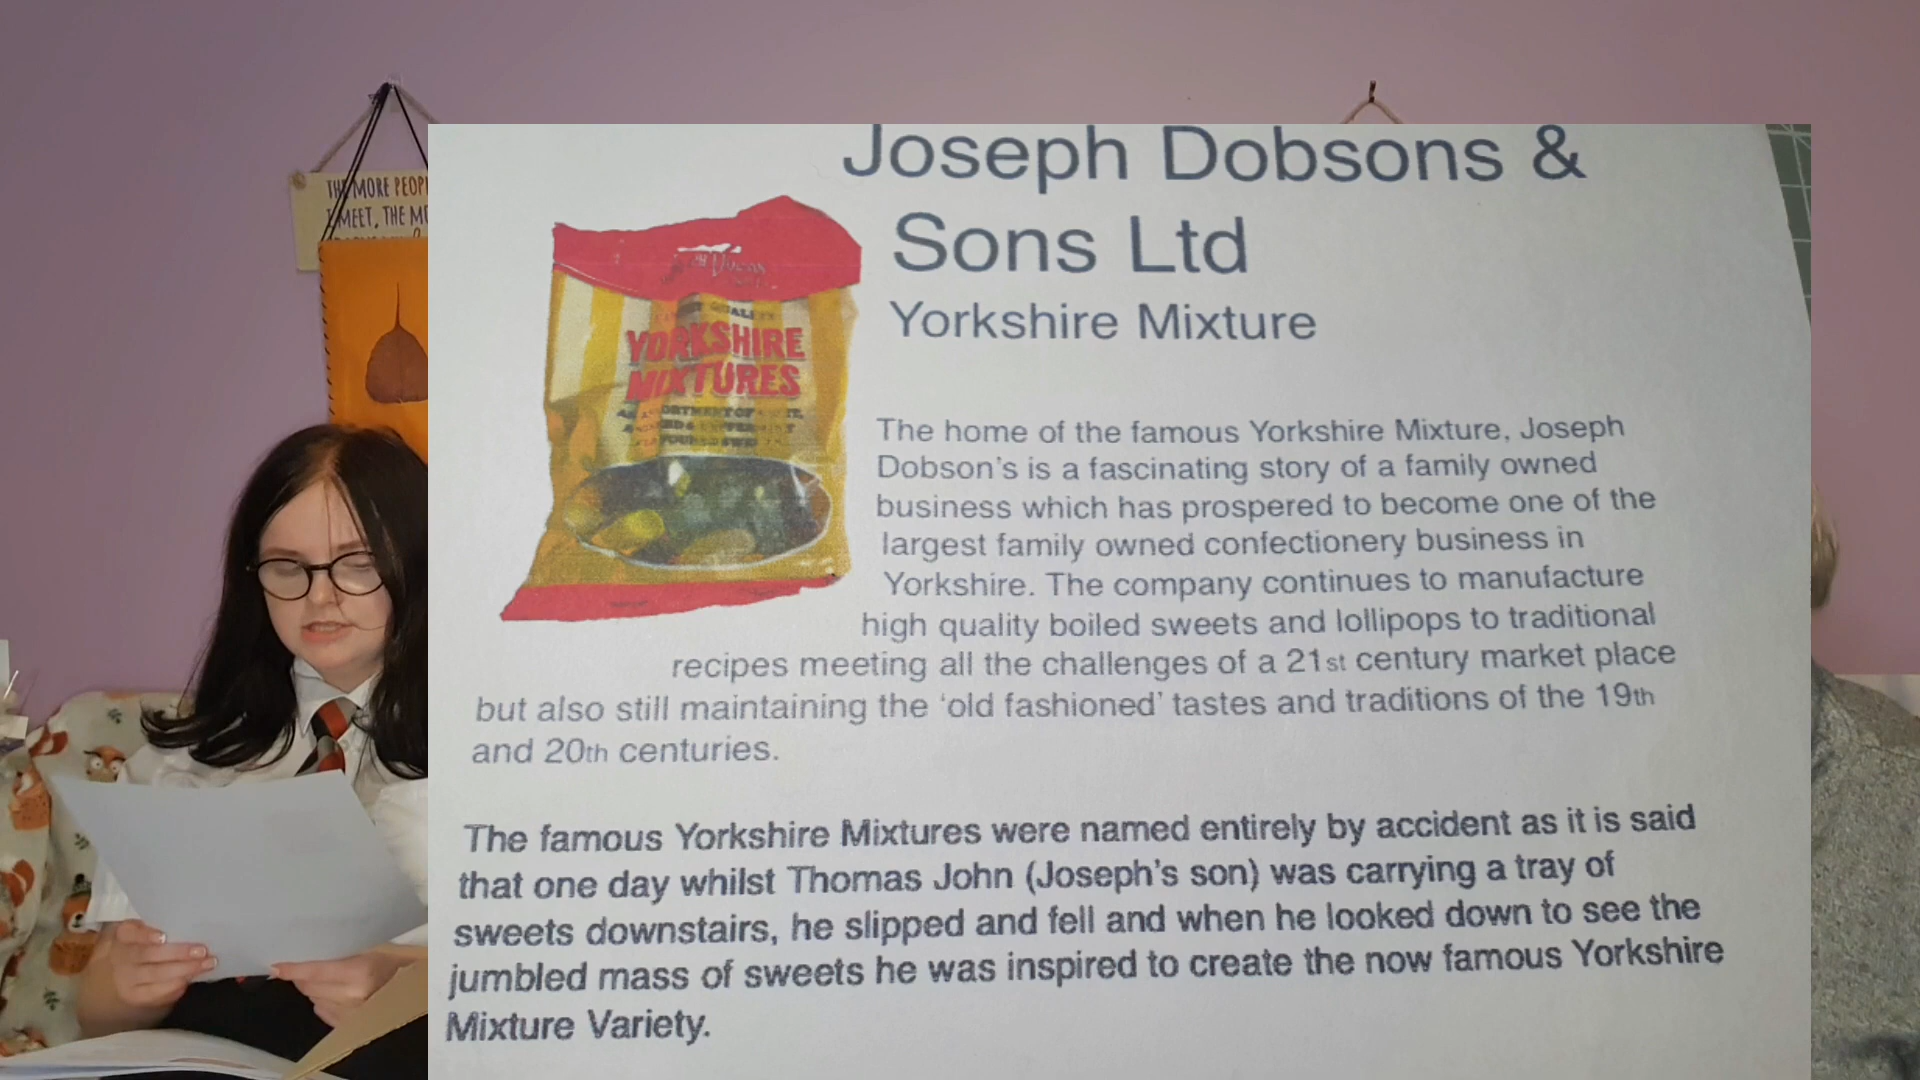 THE MORE PEOPL
I MEET, THE MO
Joseph Dobsons &
Sons Ltd
Yorkshire Mixture
YORKSHIRE
MIXTURES
The home of the famous Yorkshire Mixture, Joseph
Dobson's is a fascinating story of a family owned
business which has prospered to become one of the
largest family owned confectionery business in
Yorkshire. The company continues to manufacture
high quality boiled sweets and lollipops to traditional
recipes meeting all the challenges of a 21st century market place
but also still maintaining the 'old fashioned' tastes and traditions of the 19th
and 20th centuries.
The famous Yorkshire Mixtures were named entirely by accident as it is said
that one day whilst Thomas John (Joseph's son) was carrying a tray of
sweets downstairs, he slipped and fell and when he looked down to see the
jumbled mass of sweets he was inspired to create the now famous Yorkshire
Mixture Variety.